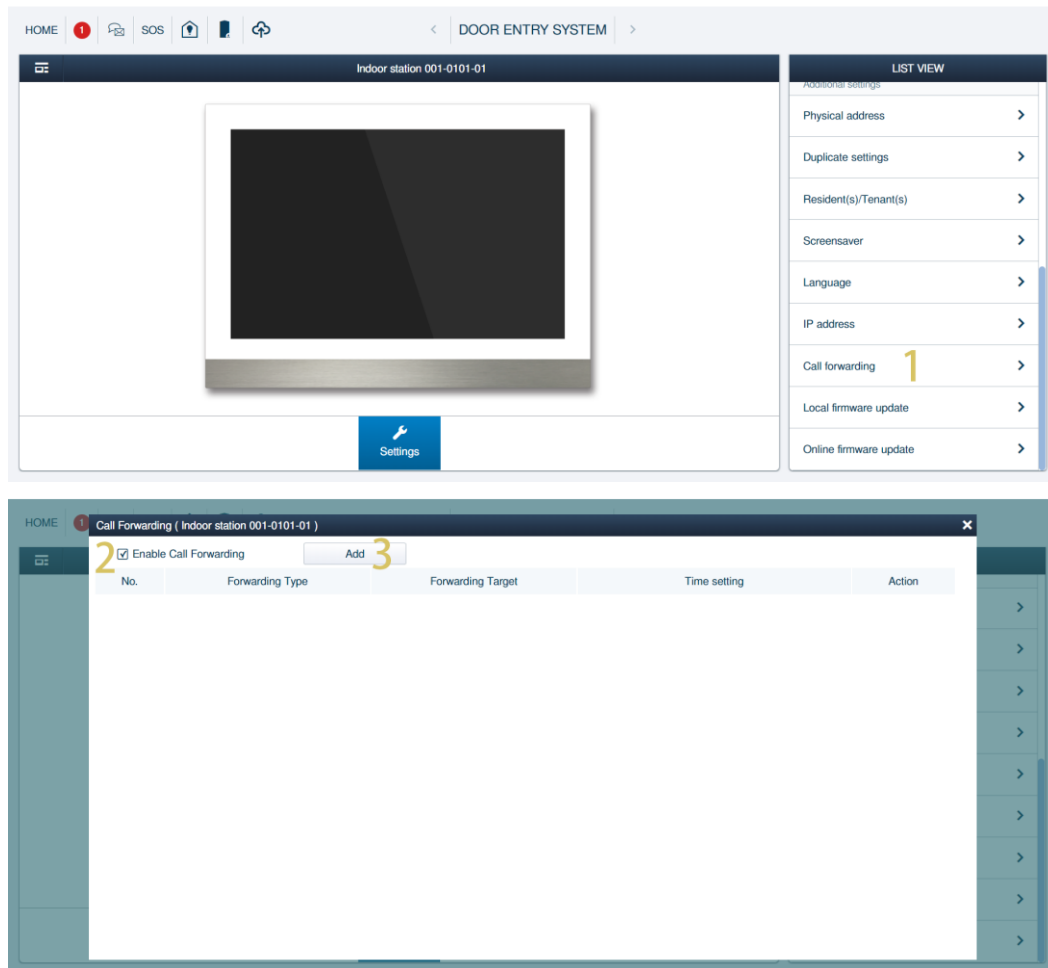 HOME 1 SOS < DOOR ENTRY SYSTEM >
Indoor station 001-0101-01
LIST VIEW
Additional settings
Physical address
Duplicate settings
Resident(s)/Tenant(s)
Screensaver
Language
IP address
Call forwarding 1
Local firmware update
Settings
Online firmware update
HOME 1
Call Forwarding ( Indoor station 001-0101-01 )
2 Enable Call Forwarding Add 3
No. Forwarding Type Forwarding Target Time setting Action